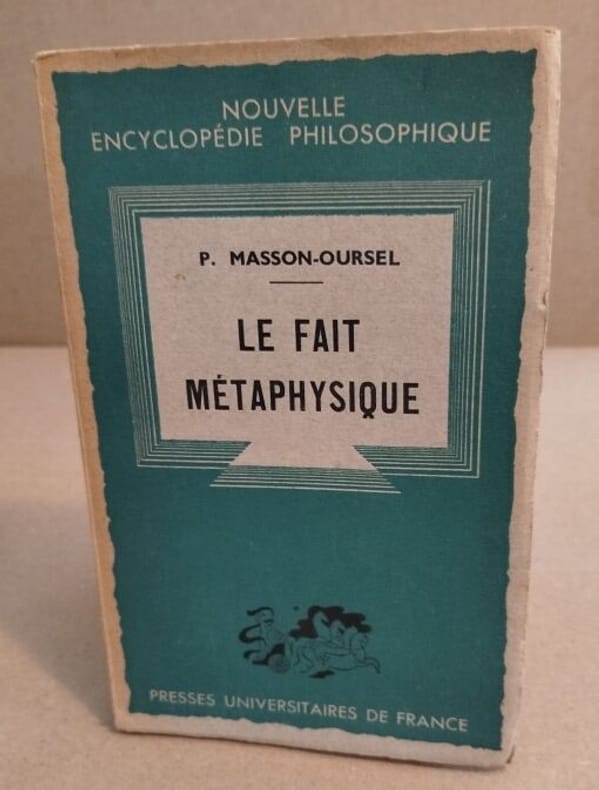 NOUVELLE
ENCYCLOPÉDIE PHILOSOPHIQUE
P. MASSON-OURSEL
LE FAIT
MÉTAPHYSIQUE
PRESSES UNIVERSITAIRES DE FRANCE